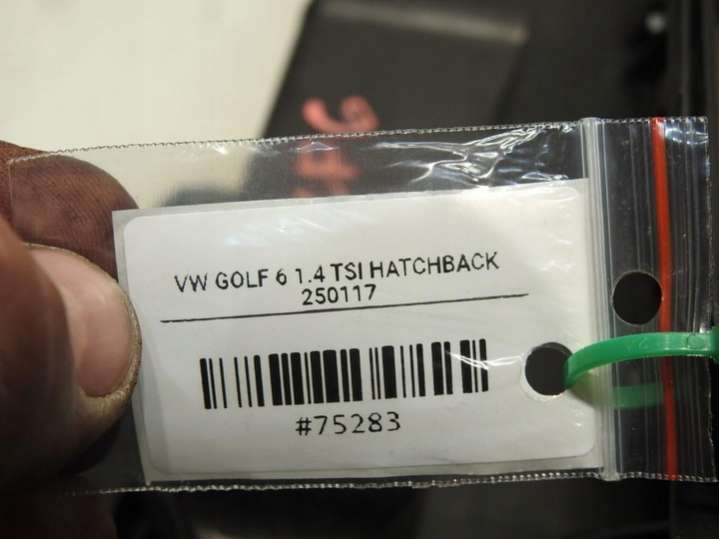 VW GOLF 6 1.4 TSI HATCHBACK
250117
#75283